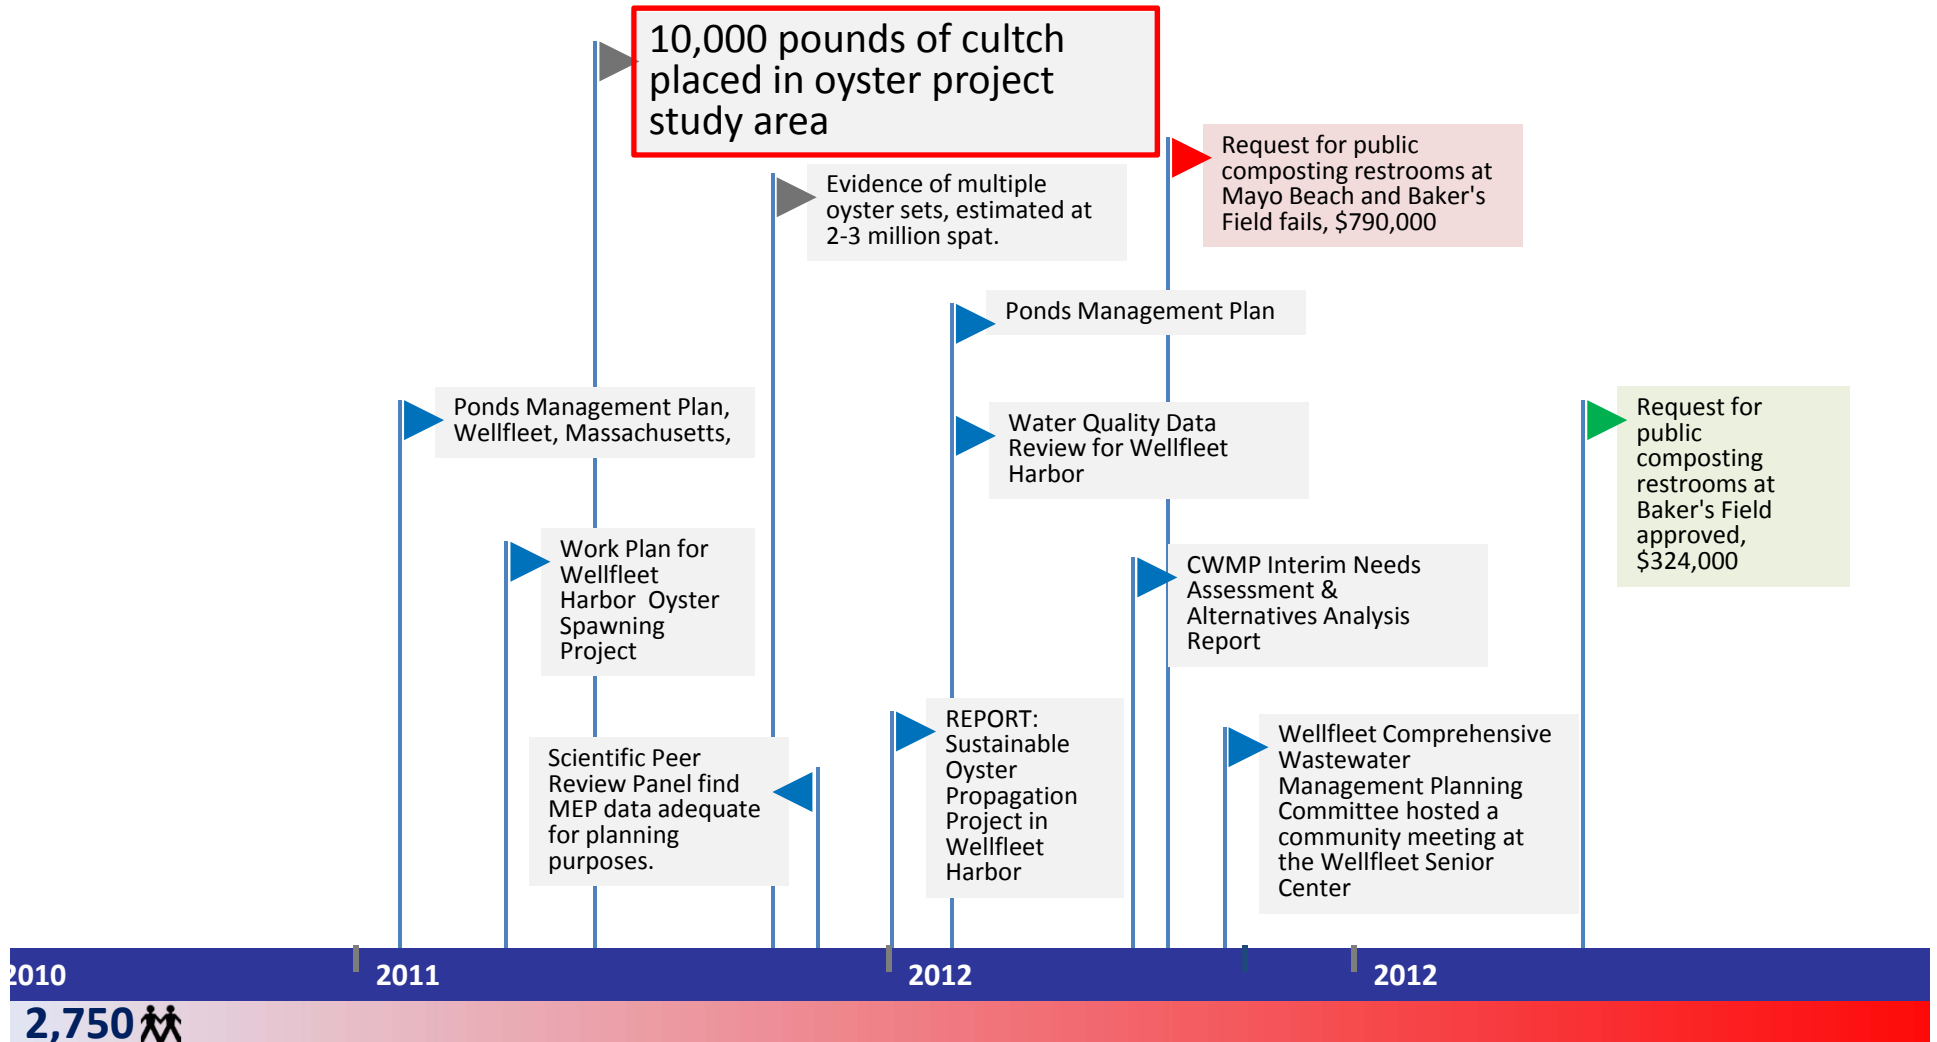 10,000 pounds of cultch
placed in oyster project
study area
Request for public
composting restrooms at
Mayo Beach and Baker's
Field fails, $790,000
Evidence of multiple
oyster sets, estimated at
2-3 million spat.
Ponds Management Plan
Ponds Management Plan,
Wellfleet, Massachusetts,
Water Quality Data
Review for Wellfleet
Harbor
Request for
public
composting
restrooms at
Baker's Field
approved,
$324,000
Work Plan for
Wellfleet
Harbor  Oyster
Spawning
Project
CWMP Interim Needs
Assessment &
Alternatives Analysis
Report
Scientific Peer
Review Panel find
MEP data adequate
for planning
purposes.
REPORT:
Sustainable
Oyster
Propagation
Project in
Wellfleet
Harbor
Wellfleet Comprehensive
Wastewater
Management Planning
Committee hosted a
community meeting at
the Wellfleet Senior
Center
2010
2011
2012
2012
2,750